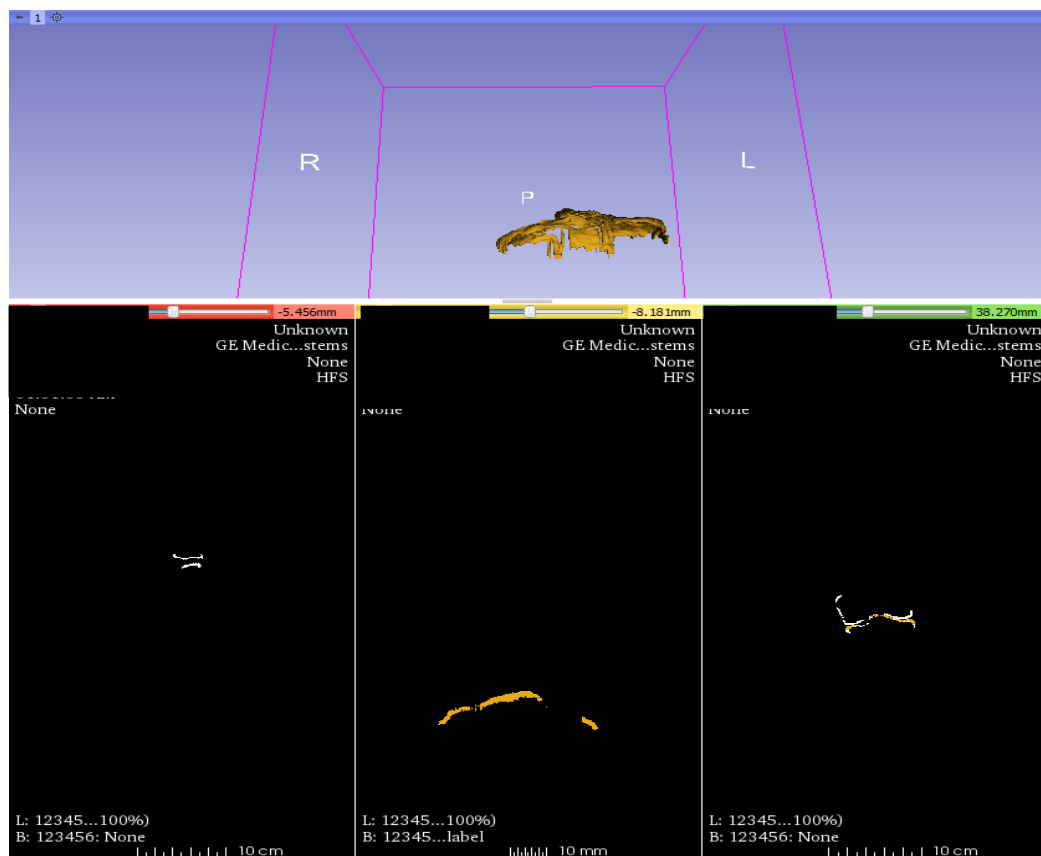 1
R
L
P
-5.456mm
-8.181mm
38.270mm
Unknown
GE Medic...stems
None
HFS
None
L: 12345...100%)
B: 123456: None
10 cm
Unknown
GE Medic...stems
None
HFS
None
L: 12345...100%)
B: 12345...label
10 mm
Unknown
GE Medic...stems
None
HFS
None
L: 12345...100%)
B: 123456: None
10 cm